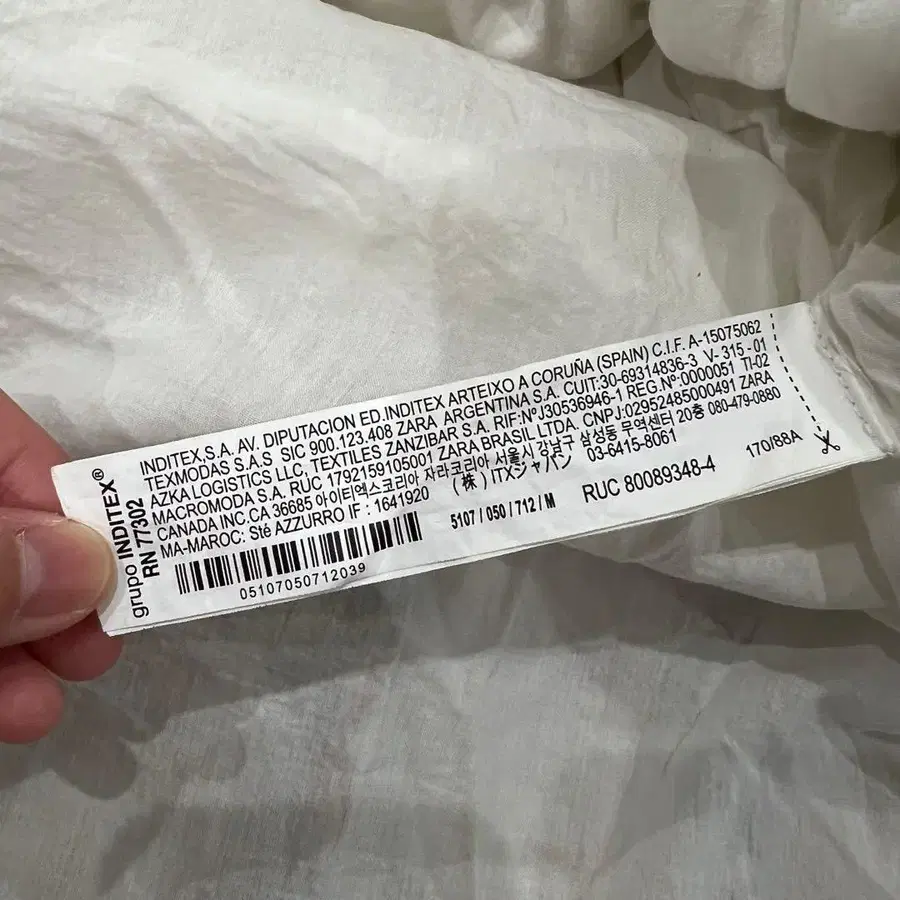 grupo INDITEX®
RN 77302
INDITEX,S.A. AV. DIPUTACION ED.INDITEX ARTEIXO A CORUÑA (SPAIN) C.I.F. A-15075062
TEXMODAS S.A.S SIC 900.123.408 ZARA ARGENTINA S.A. CUIT:30-69314836-3 V- 315 - 01
AZKA LOGISTICS LLC, TEXTILES ZANZIBAR S.A. RIF:NºJ30536946-1 REG.Nº:0000051 TI-02
MACROMODA S.A. RUC 1792159105001 ZARA BRASIL LTDA. CNPJ:02952485000491 ZARA
CANADA INC.CA 36685 아이티엑스코리아 자라코리아 서울시 강남구 삼성동 무역센터 20층 080-479-0880
MA-MAROC: Sté AZZURRO IF : 1641920 (株) ITXジャパン 03-6415-8061
05107050712039
5107 / 050 / 712 / M
RUC 80089348-4
170/88A